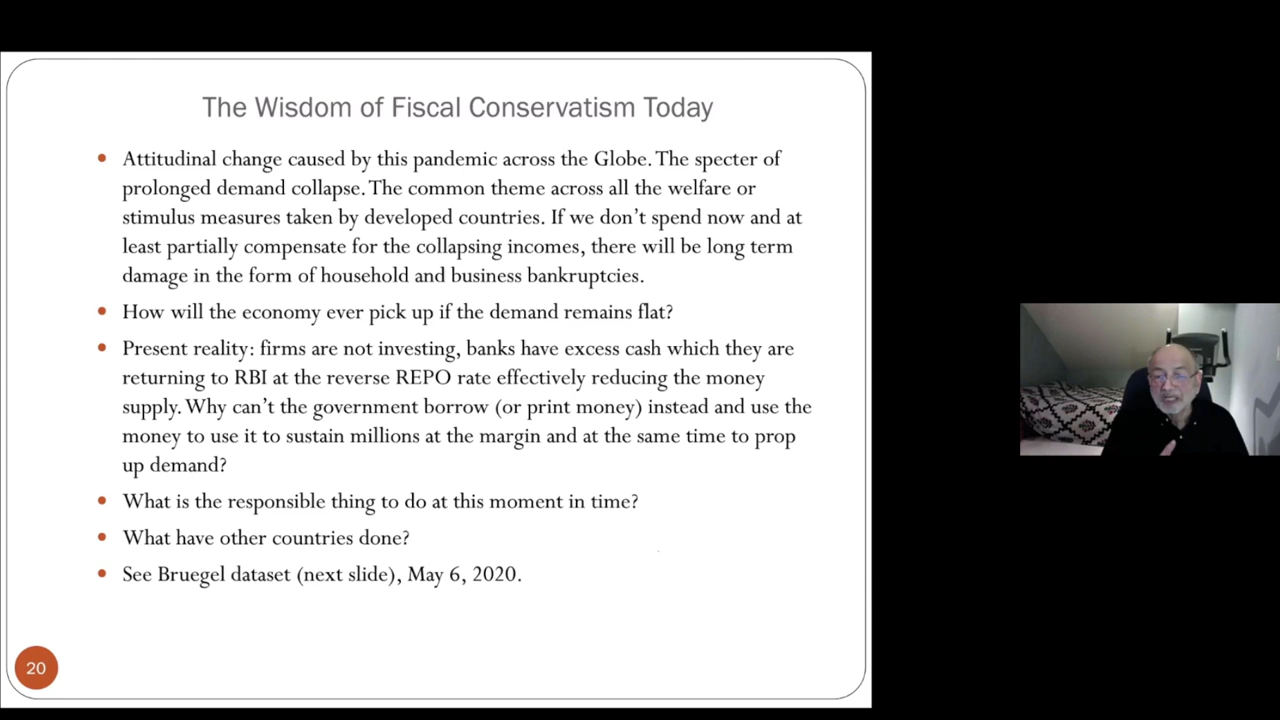 The Wisdom of Fiscal Conservatism Today
Attitudinal change caused by this pandemic across the Globe. The specter of
prolonged demand collapse. The common theme across all the welfare or
stimulus measures taken by developed countries. If we don't spend now and at
least partially compensate for the collapsing incomes, there will be long term
damage in the form of household and business bankruptcies.
How will the economy ever pick up if the demand remains flat?
Present reality: firms are not investing, banks have excess cash which they are
returning to RBI at the reverse REPO rate effectively reducing the money
supply. Why can't the government borrow (or print money) instead and use the
money to use it to sustain millions at the margin and at the same time to prop
up demand?
What is the responsible thing to do at this moment in time?
What have other countries done?
See Bruegel dataset (next slide), May 6, 2020.
20